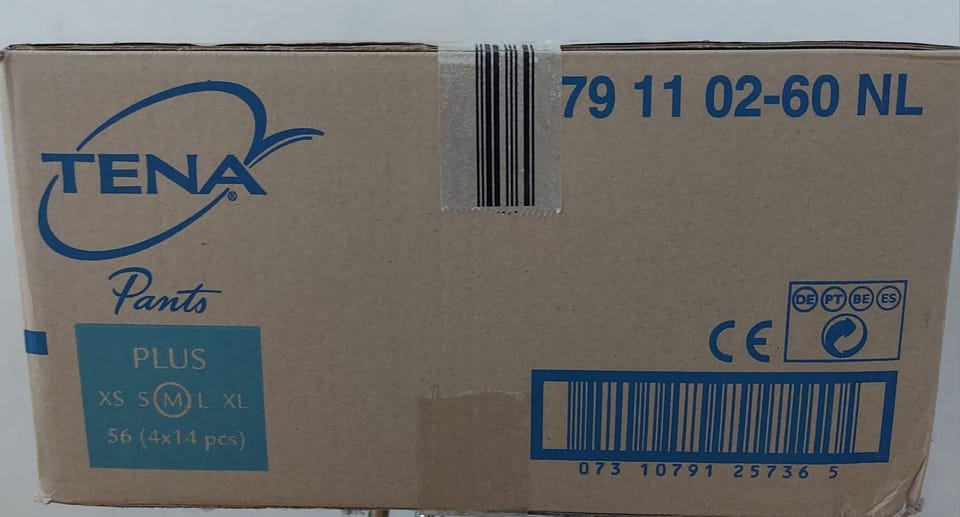 TENA®
Pants
PLUS
XS S M L XL
56 (4x14 pcs)
79 11 02-60 NL
DE PT BE ES
CE
073 10791 25736 5